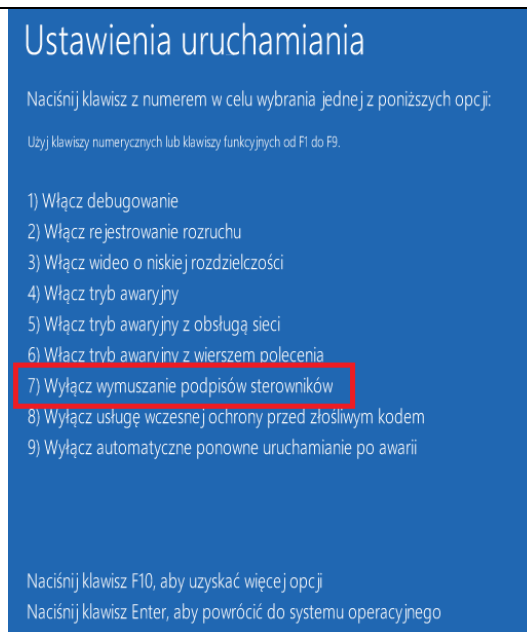 Ustawienia uruchamiania
Naciśnij klawisz z numerem w celu wybrania jednej z poniższych opcji:
Użyj klawiszy numerycznych lub klawiszy funkcyjnych od F1 do F9.
1) Włącz debugowanie
2) Włącz rejestrowanie rozruchu
3) Włącz wideo o niskiej rozdzielczości
4) Włącz tryb awaryjny
5) Włącz tryb awaryjny z obsługą sieci
6) Włącz tryb awaryjny z wierszem polecenia
7) Wyłącz wymuszanie podpisów sterowników
8) Wyłącz usługę wczesnej ochrony przed złośliwym kodem
9) Wyłącz automatyczne ponowne uruchamianie po awarii
Naciśnij klawisz F10, aby uzyskać więcej opcji
Naciśnij klawisz Enter, aby powrócić do systemu operacyjnego